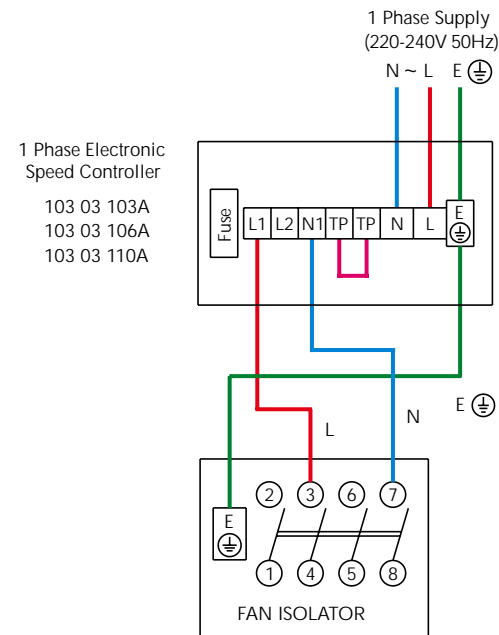 1 Phase Supply
(220-240V 50Hz)
N ~ L E
1 Phase Electronic
Speed Controller
103 03 103A
103 03 106A
103 03 110A
Fuse
L1 L2 N1 TP TP N L E
E
L N
2 3 6 7
E
1 4 5 8
FAN ISOLATOR